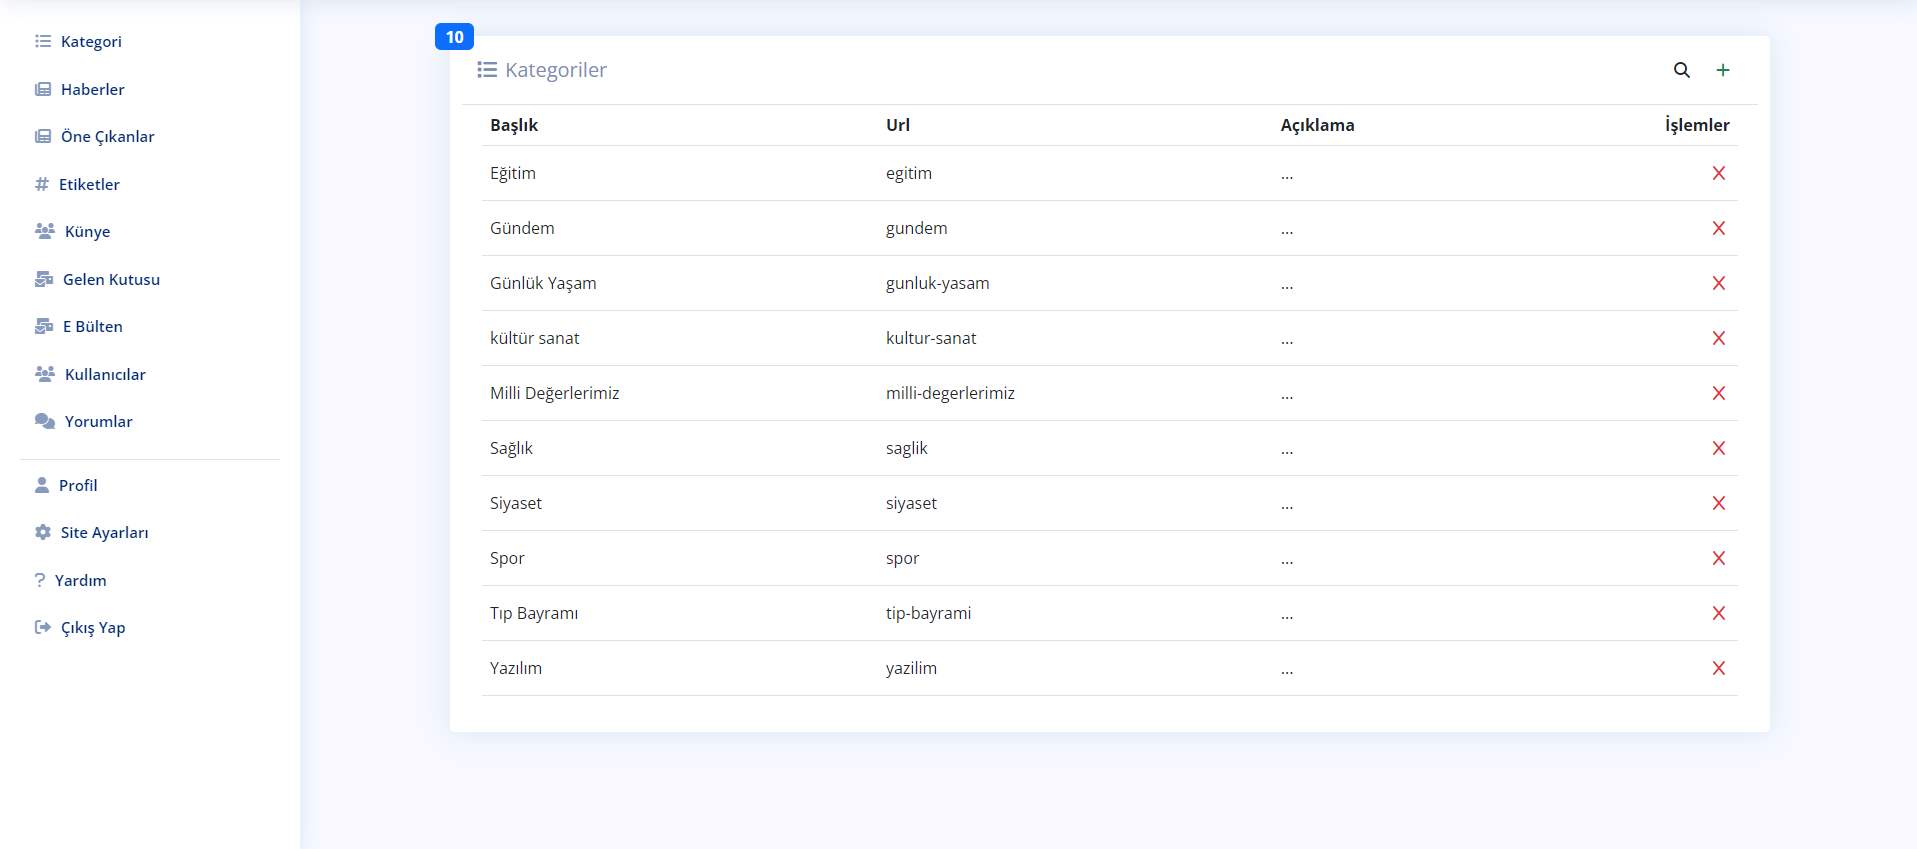 Kategori
Haberler
Öne Çıkanlar
# Etiketler
Künye
Gelen Kutusu
E Bülten
Kullanıcılar
Yorumlar
Profil
Site Ayarları
? Yardım
Çıkış Yap
10
Kategoriler
Başlık Url Açıklama İşlemler
Eğitim egitim ...
Gündem gundem ...
Günlük Yaşam gunluk-yasam ...
kültür sanat kultur-sanat ...
Milli Değerlerimiz milli-degerlerimiz ...
Sağlık saglik ...
Siyaset siyaset ...
Spor spor ...
Tıp Bayramı tip-bayrami ...
Yazılım yazilim ...